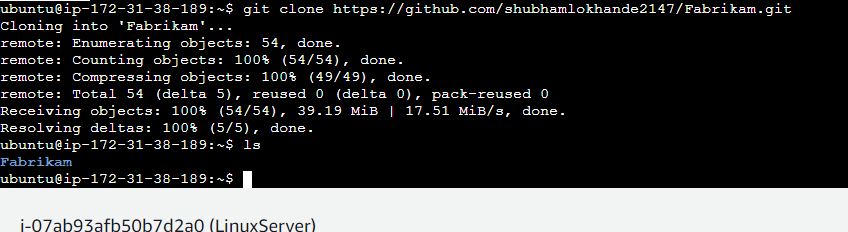 ubuntu@ip-172-31-38-189:~$ git clone https://github.com/shubhamlokhande2147/Fabrikam.git
Cloning into 'Fabrikam'...
remote: Enumerating objects: 54, done.
remote: Counting objects: 100% (54/54), done.
remote: Compressing objects: 100% (49/49), done.
remote: Total 54 (delta 5), reused 0 (delta 0), pack-reused 0
Receiving objects: 100% (54/54), 39.19 MiB | 17.51 MiB/s, done.
Resolving deltas: 100% (5/5), done.
ubuntu@ip-172-31-38-189:~$ ls
Fabrikam
ubuntu@ip-172-31-38-189:~$
i-07ab93afb50b7d2a0 (LinuxServer)